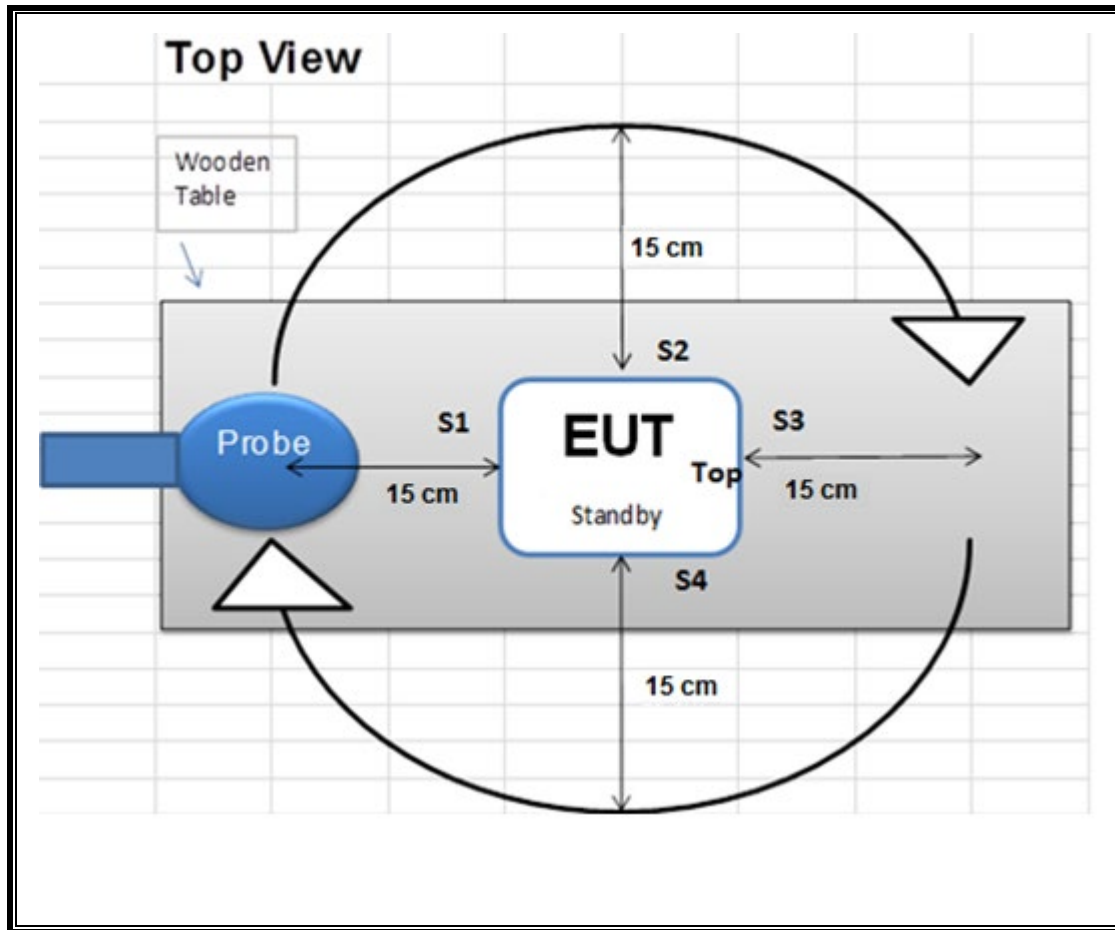 Top View
Wooden
Table
15 cm
S2
S1
EUT
S3
Probe
Top
15 cm
15 cm
Standby
S4
15 cm